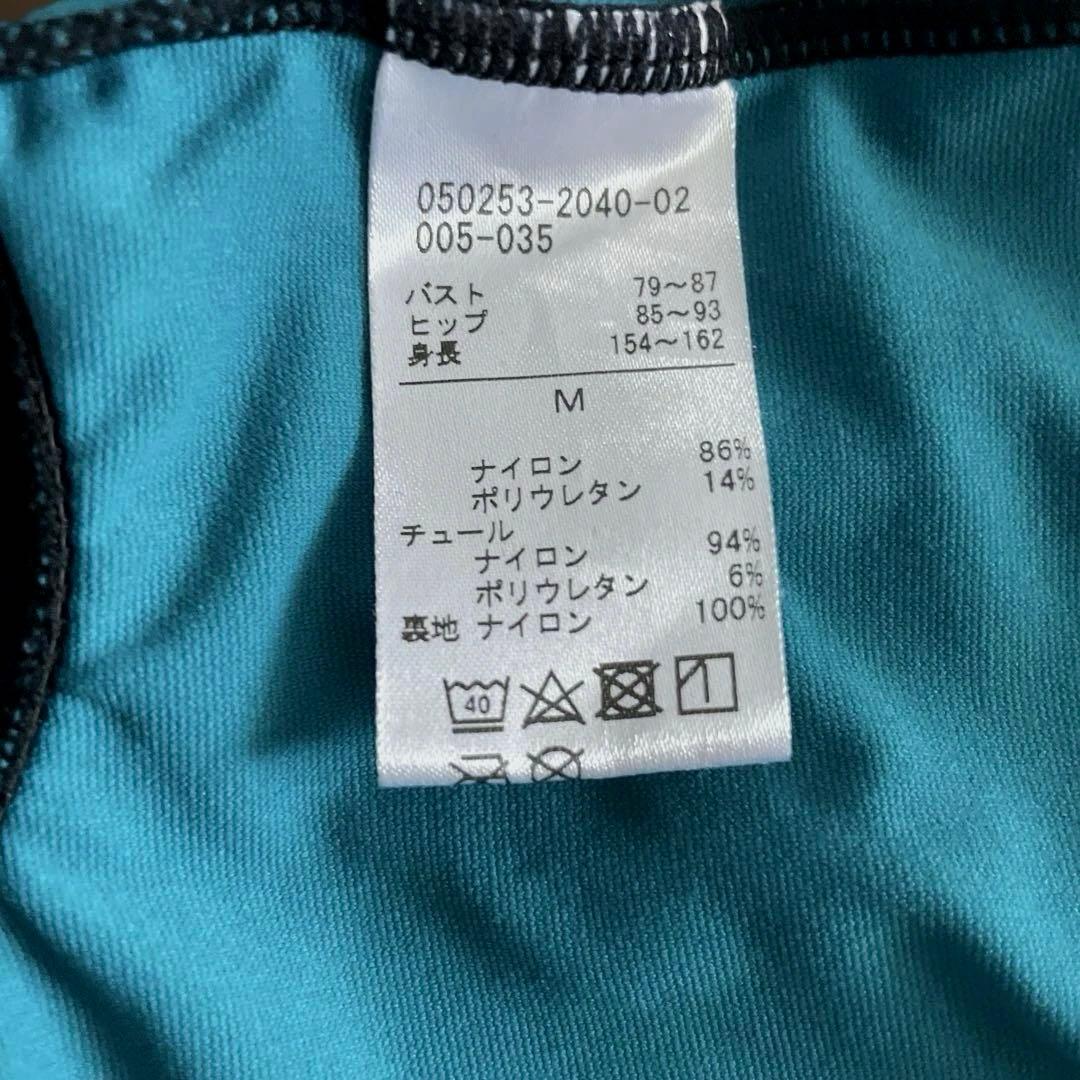 050253-2040-02
005-035
バスト 79～87
ヒップ 85～93
身長 154～162
M
ナイロン 86%
ポリウレタン 14%
チュール
ナイロン 94%
ポリウレタン 6%
裏地 ナイロン 100%
40